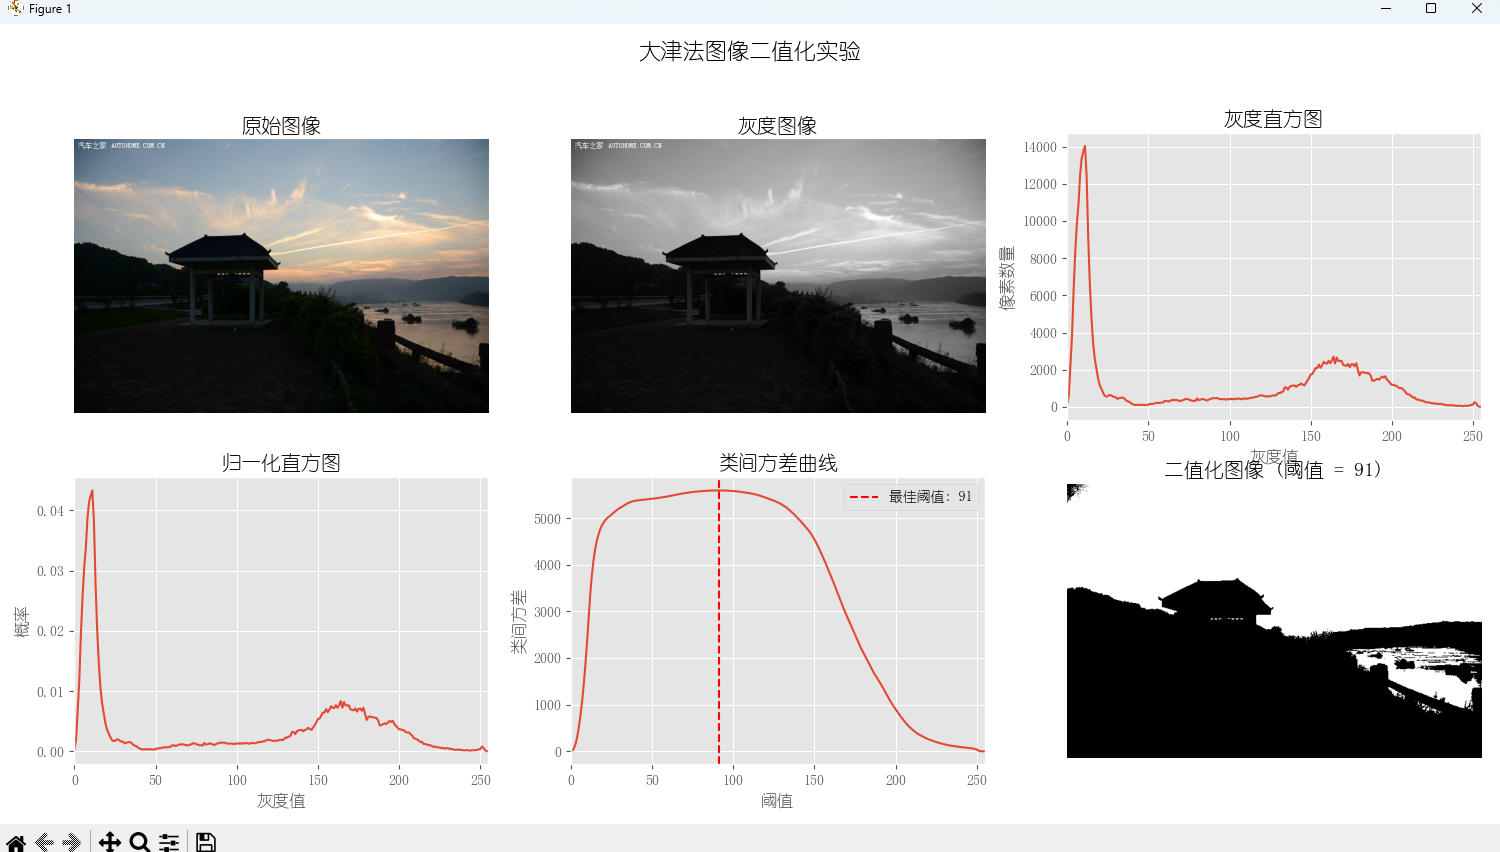 Figure 1
大津法图像二值化实验
原始图像
汽车之家 AUTOHOME.COM.CN
灰度图像
汽车之家 AUTOHOME.COM.CN
灰度直方图
像素数量
14000
12000
10000
8000
6000
4000
2000
0
0 50 100 150 200 250
灰度值
归一化直方图
概率
0.04
0.03
0.02
0.01
0.00
0 50 100 150 200 250
灰度值
类间方差曲线
最佳阈值: 91
类间方差
5000
4000
3000
2000
1000
0
0 50 100 150 200 250
阈值
二值化图像 (阈值 = 91)